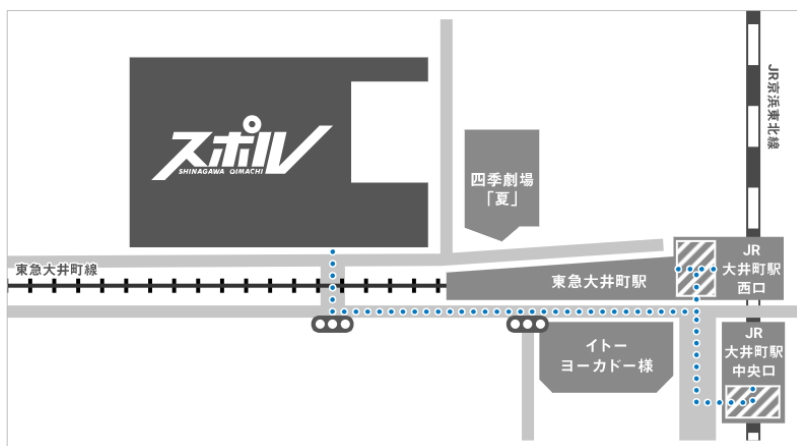 スポル
SHINAGAWA OIMACHI
四季劇場
「夏」
JR京浜東北線
東急大井町線
東急大井町駅
JR
大井町駅
西口
イトー
ヨーカドー様
JR
大井町駅
中央口